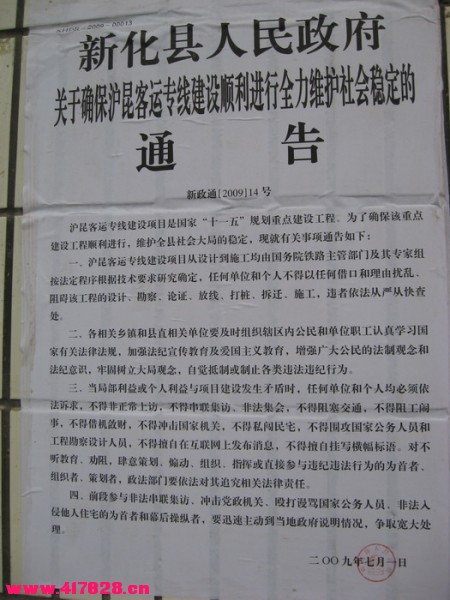 新化县人民政府
关于确保沪昆客运专线建设顺利进行全力维护社会稳定的
通 告
新政通[2009]14号
沪昆客运专线建设项目是国家“十一五”规划重点建设工程。为了确保该重点
建设工程顺利进行,维护全县社会大局的稳定,现就有关事项通告如下:
一、沪昆客运专线建设项目从设计到施工均由国务院铁路主管部门及其专家组
按法定程序根据技术要求研究确定,任何单位和个人不得以任何借口和理由扰乱、
阻碍该工程的设计、勘察、论证、放线、打桩、拆迁、施工,违者依法从严从快查
处。
二、各相关乡镇和县直相关单位要及时组织辖区内公民和单位职工认真学习国
家有关法律法规,加强法纪宣传教育及爱国主义教育,增强广大公民的法制观念和
法纪意识,牢固树立大局观念,自觉抵制或制止各类违法违纪行为。
三、当局部利益或个人利益与项目建设发生矛盾时,任何单位和个人均必须依
法诉求,不得非正常上访,不得串联集访、非法集会,不得阻塞交通,不得阻工闹
事,不得借机敛财,不得冲击国家机关,不得私闯民宅,不得围攻国家公务人员和
工程勘察设计人员,不得擅自在互联网上发布消息,不得擅自挂写横幅标语。对不
听教育、劝阻,肆意策划、煽动、组织、指挥或直接参与违纪违法行为的为首者、
组织者、策划者,政法部门要依法对其追究相关法律责任。
四、前段参与非法串联集访、冲击党政机关、殴打谩骂国家公务人员、非法入
侵他人住宅的为首者和幕后操纵者,要迅速主动到当地政府说明情况,争取宽大处
理。
二〇〇九年七月一日
www.417828.cn